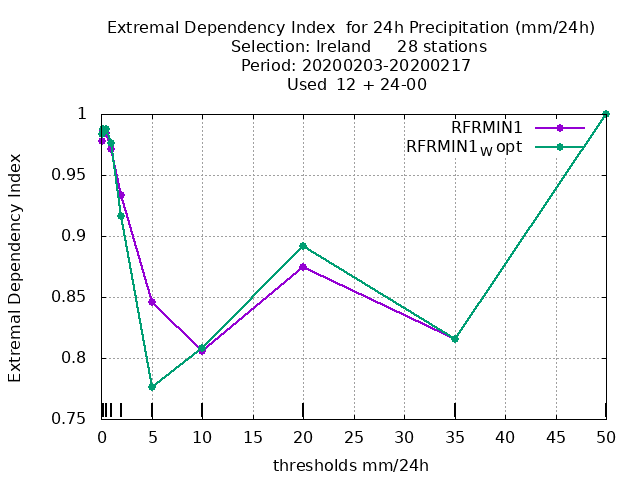 Extremal Dependency Index  for 24h Precipitation (mm/24h)
Selection: Ireland     28 stations
Period: 20200203-20200217
Used  12 + 24-00
RFRMIN1
RFRMIN1W opt
1
0.95
0.9
0.85
0.8
0.75
0 5 10 15 20 25 30 35 40 45 50
Extremal Dependency Index
thresholds mm/24h